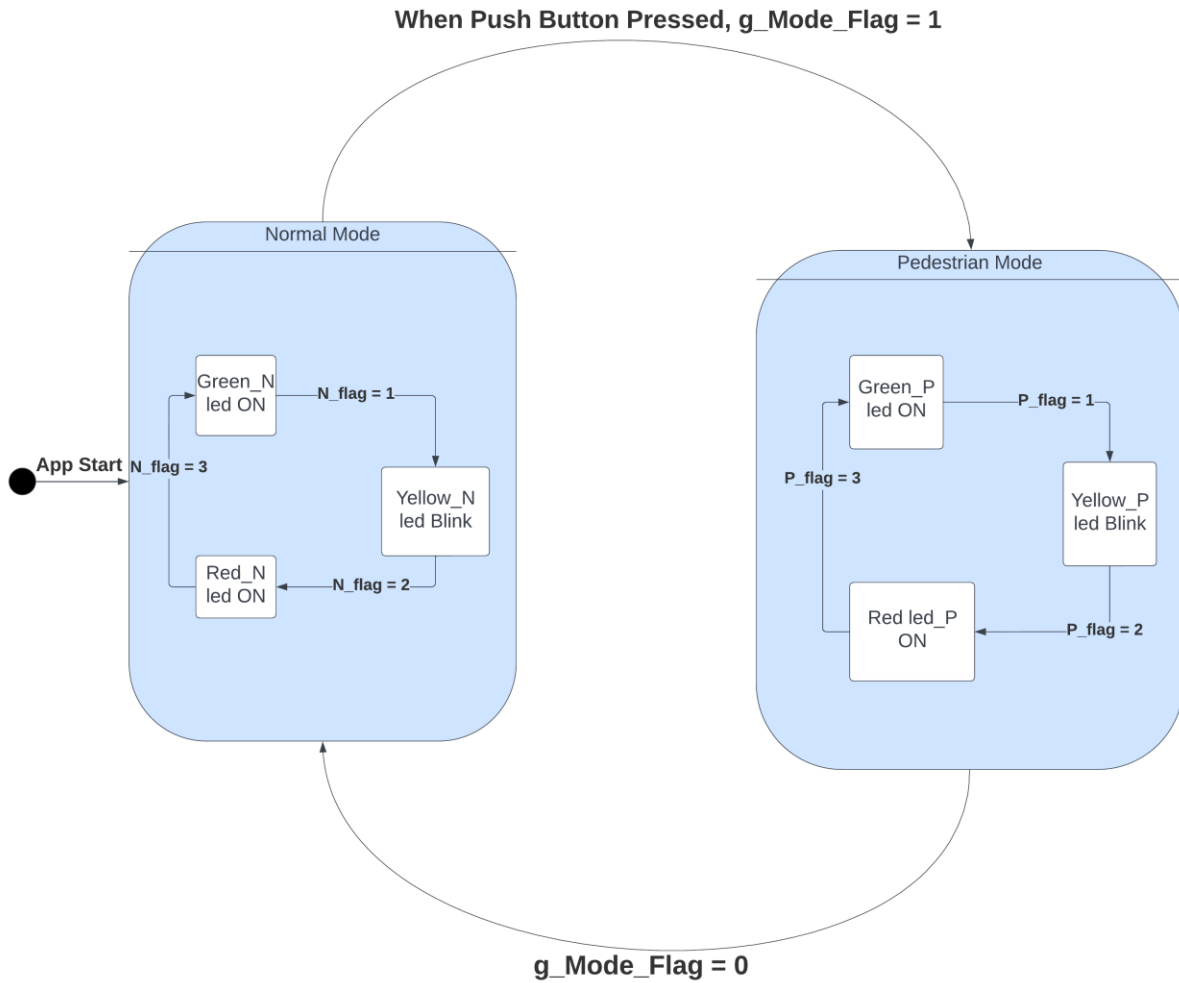 When Push Button Pressed, g_Mode_Flag = 1
Normal Mode
Green_N
led ON
N_flag = 1
App Start
N_flag = 3
Yellow_N
led Blink
Red_N
led ON
N_flag = 2
Pedestrian Mode
Green_P
led ON
P_flag = 1
P_flag = 3
Yellow_P
led Blink
Red led_P
ON
P_flag = 2
g_Mode_Flag = 0